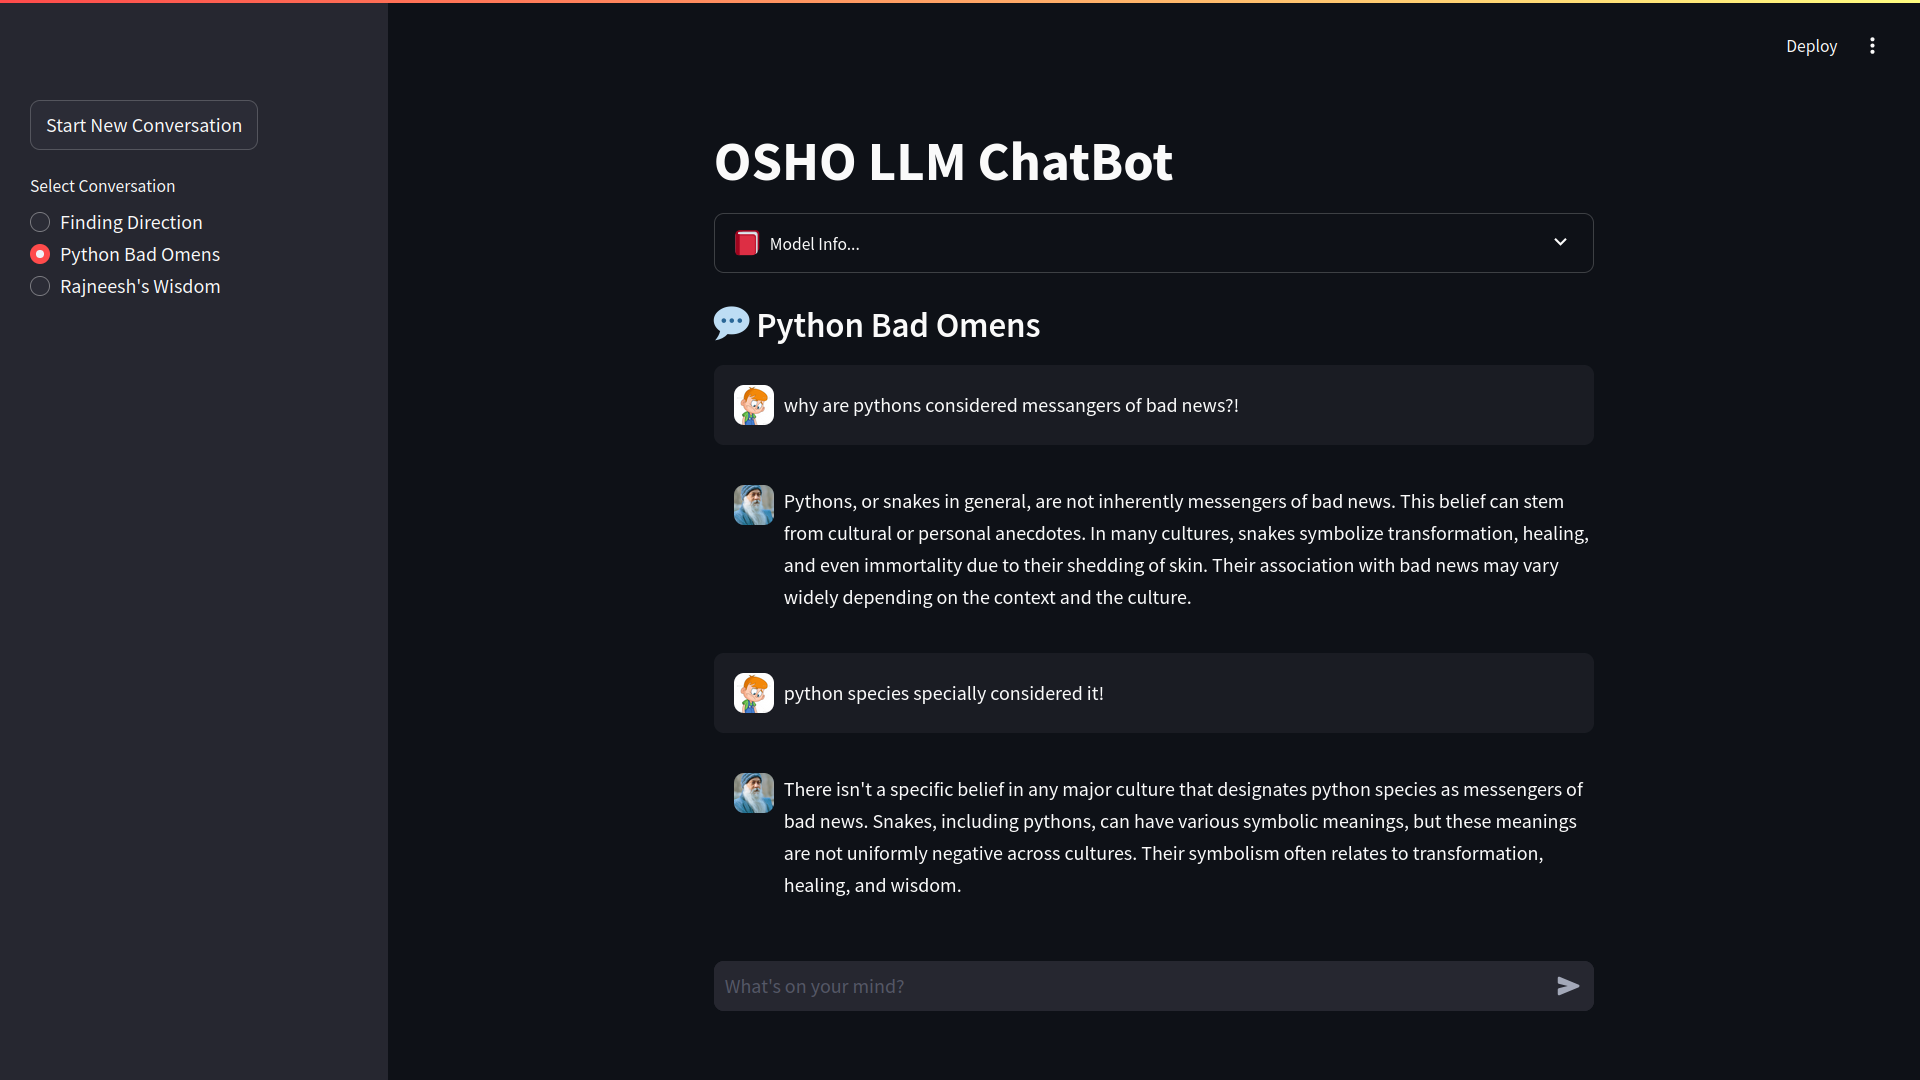 Deploy
Start New Conversation
Select Conversation
Finding Direction
Python Bad Omens
Rajneesh's Wisdom
OSHO LLM ChatBot
Model Info...
Python Bad Omens
why are pythons considered messangers of bad news?!
Pythons, or snakes in general, are not inherently messengers of bad news. This belief can stem
from cultural or personal anecdotes. In many cultures, snakes symbolize transformation, healing,
and even immortality due to their shedding of skin. Their association with bad news may vary
widely depending on the context and the culture.
python species specially considered it!
There isn't a specific belief in any major culture that designates python species as messengers of
bad news. Snakes, including pythons, can have various symbolic meanings, but these meanings
are not uniformly negative across cultures. Their symbolism often relates to transformation,
healing, and wisdom.
What's on your mind?